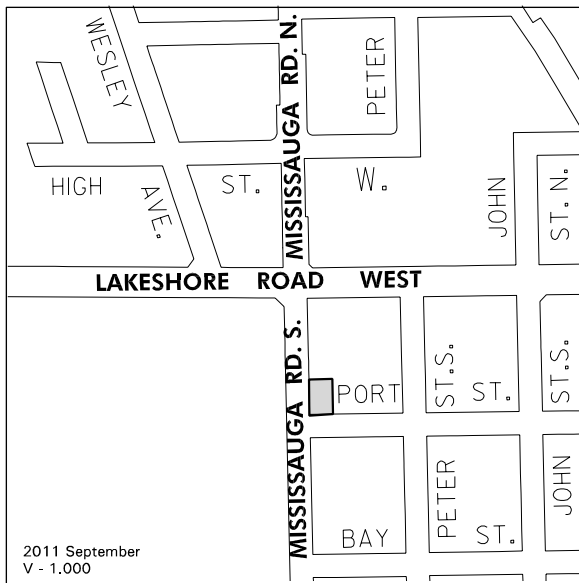 WESLEY AVE.
MISSISSAUGA RD. N.
PETER
HIGH ST. W.
JOHN ST. N.
LAKESHORE ROAD WEST
MISSISSAUGA RD. S.
PORT ST.
ST.S.
ST.S.
PETER
JOHN
BAY ST.
2011 September
V - 1.000